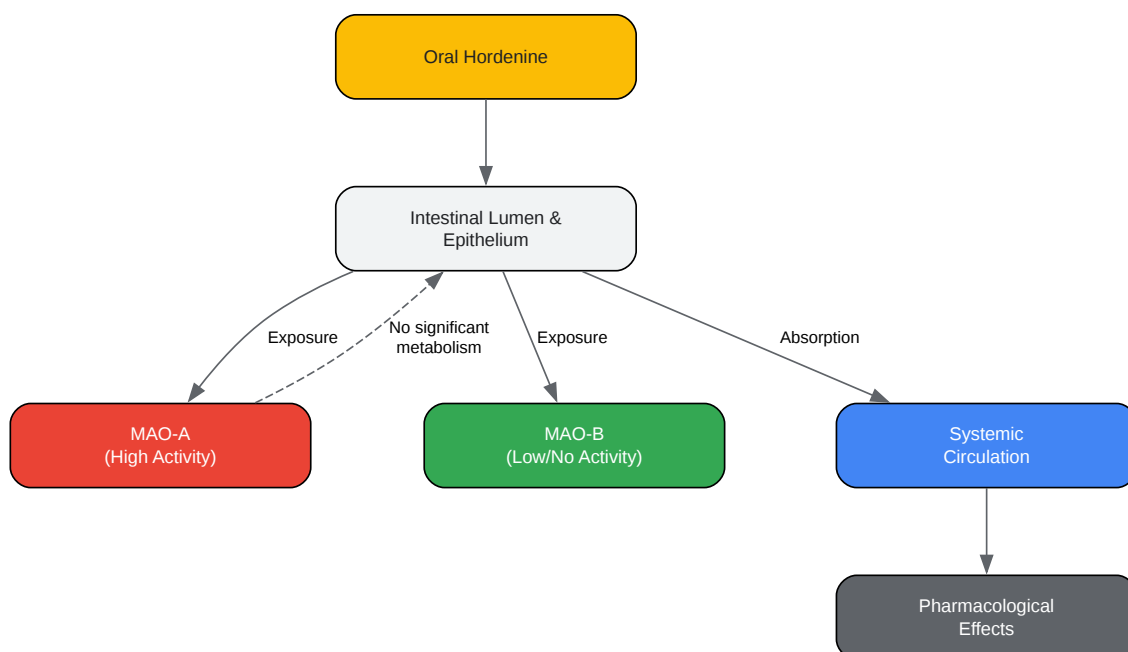 Oral Hordenine
Intestinal Lumen &
Epithelium
Exposure
No significant
metabolism
Exposure
Absorption
MAO-A
(High Activity)
MAO-B
(Low/No Activity)
Systemic
Circulation
Pharmacological
Effects